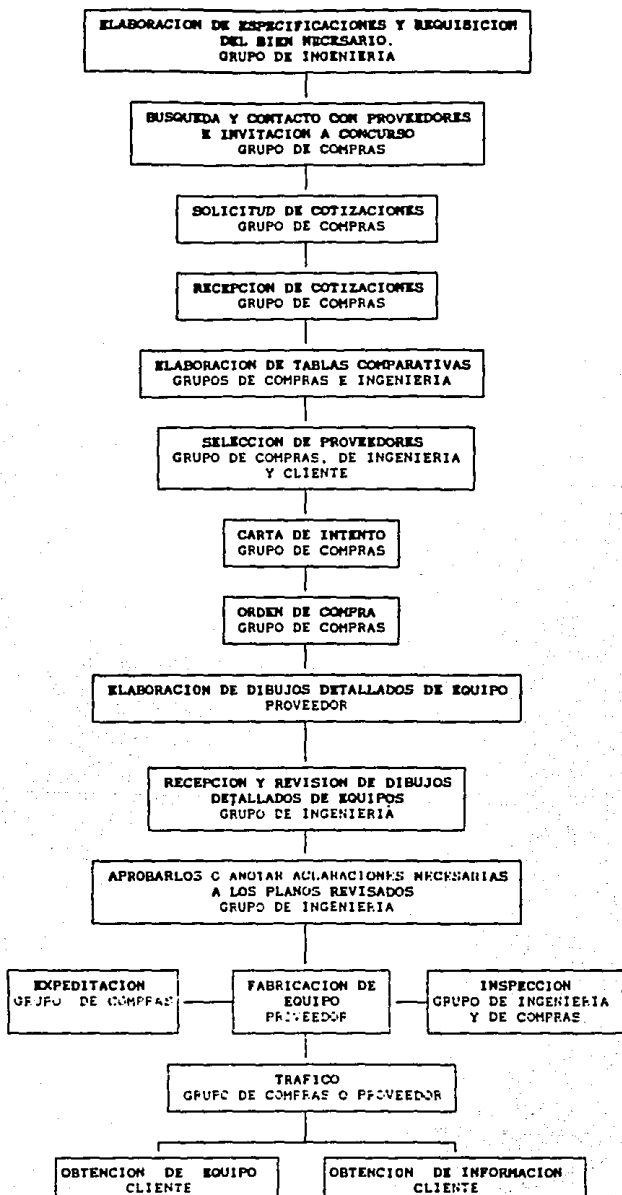 ELABORACION DE ESPECIFICACIONES Y REQUISICION
DEL BIEN NECESARIO.
GRUPO DE INGENIERIA
BUSQUEDA Y CONTACTO CON PROVEEDORES
E INVITACION A CONCURSO
GRUPO DE COMPRAS
SOLICITUD DE COTIZACIONES
GRUPO DE COMPRAS
RECEPCION DE COTIZACIONES
GRUPO DE COMPRAS
ELABORACION DE TABLAS COMPARATIVAS
GRUPOS DE COMPRAS E INGENIERIA
SELECCION DE PROVEEDORES
GRUPO DE COMPRAS, DE INGENIERIA
Y CLIENTE
CARTA DE INTENTO
GRUPO DE COMPRAS
ORDEN DE COMPRA
GRUPO DE COMPRAS
ELABORACION DE DIBUJOS DETALLADOS DE EQUIPO
PROVEEDOR
RECEPCION Y REVISION DE DIBUJOS
DETALLADOS DE EQUIPOS
GRUPO DE INGENIERIA
APROBARLOS O ANOTAR ACLARACIONES NECESARIAS
A LOS PLANOS REVISADOS
GRUPO DE INGENIERIA
EXPEDITACION
GRUPO DE COMPRAS
FABRICACION DE
EQUIPO
PROVEEDOR
INSPECCION
GRUPO DE INGENIERIA
Y DE COMPRAS
TRAFICO
GRUPO DE COMPRAS O PROVEEDOR
OBTENCION DE EQUIPO
CLIENTE
OBTENCION DE INFORMACION
CLIENTE